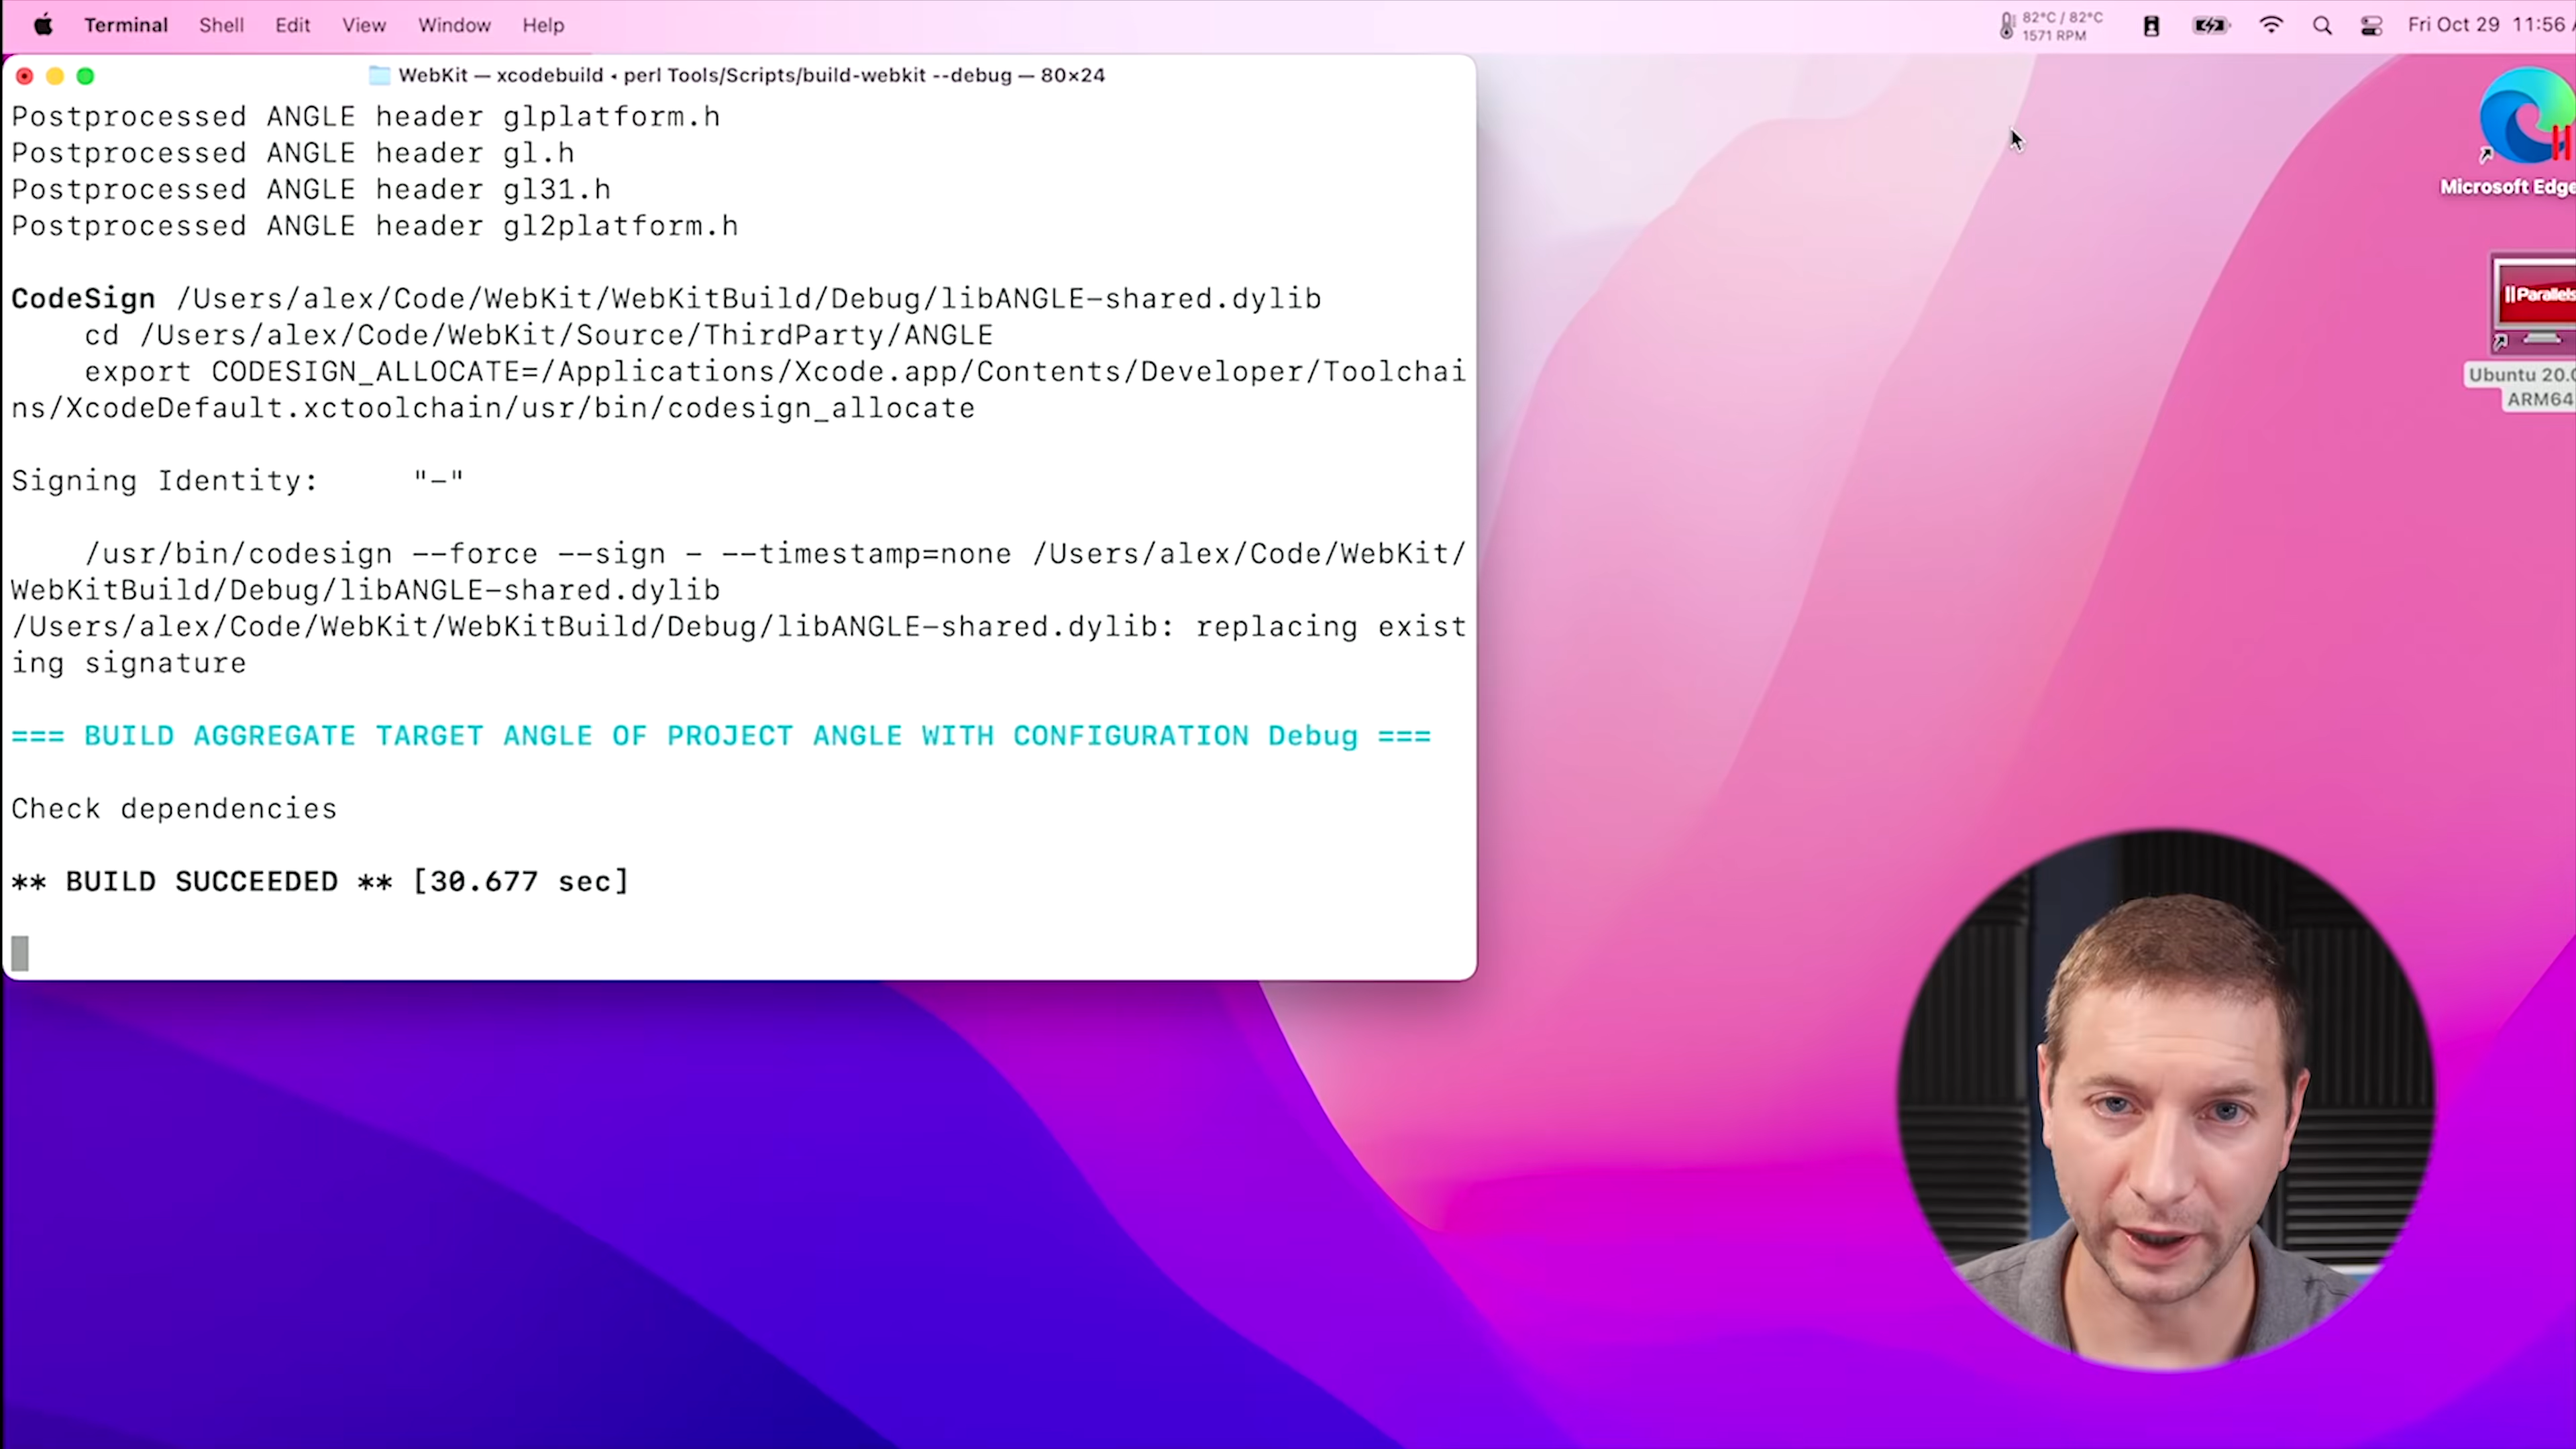 Terminal Shell Edit View Window Help
82°C / 82°C
1571 RPM
Fri Oct 29 11:56
WebKit — xcodebuild ◂ perl Tools/Scripts/build-webkit --debug — 80×24
Postprocessed ANGLE header glplatform.h
Postprocessed ANGLE header gl.h
Postprocessed ANGLE header gl31.h
Postprocessed ANGLE header gl2platform.h
CodeSign /Users/alex/Code/WebKit/WebKitBuild/Debug/libANGLE-shared.dylib
cd /Users/alex/Code/WebKit/Source/ThirdParty/ANGLE
export CODESIGN_ALLOCATE=/Applications/Xcode.app/Contents/Developer/Toolchai
ns/XcodeDefault.xctoolchain/usr/bin/codesign_allocate
Signing Identity: "-"
/usr/bin/codesign --force --sign - --timestamp=none /Users/alex/Code/WebKit/
WebKitBuild/Debug/libANGLE-shared.dylib
/Users/alex/Code/WebKit/WebKitBuild/Debug/libANGLE-shared.dylib: replacing exist
ing signature
=== BUILD AGGREGATE TARGET ANGLE OF PROJECT ANGLE WITH CONFIGURATION Debug ===
Check dependencies
** BUILD SUCCEEDED ** [30.677 sec]
Microsoft Edge
Parallels
Ubuntu 20.0
ARM64